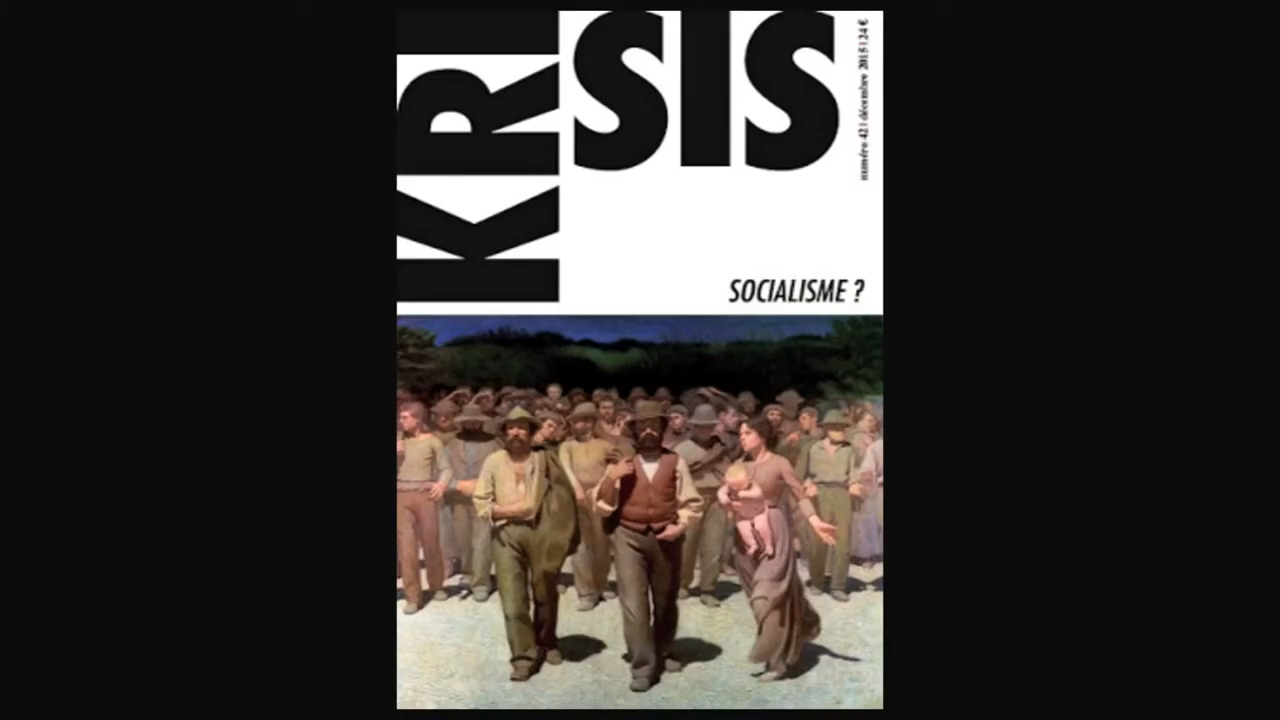 KRISIS
SOCIALISME ?
numéro 42 | décembre 2015 | 24 €